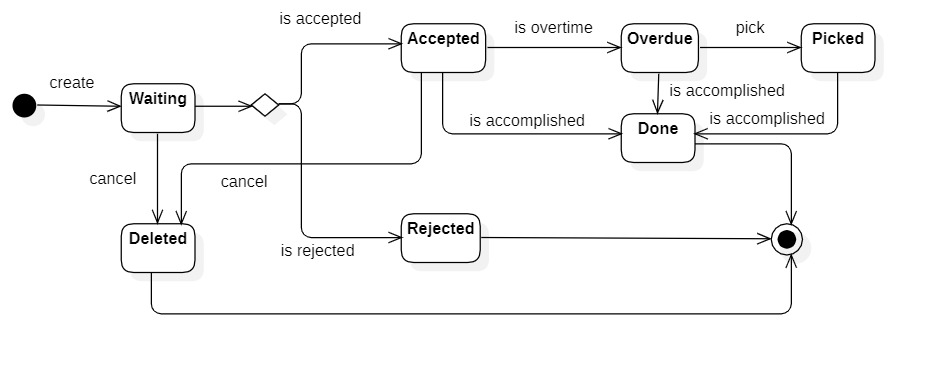 is accepted
is overtime
pick
Accepted
Overdue
Picked
create
Waiting
is accomplished
is accomplished
is accomplished
Done
cancel
cancel
Deleted
Rejected
is rejected